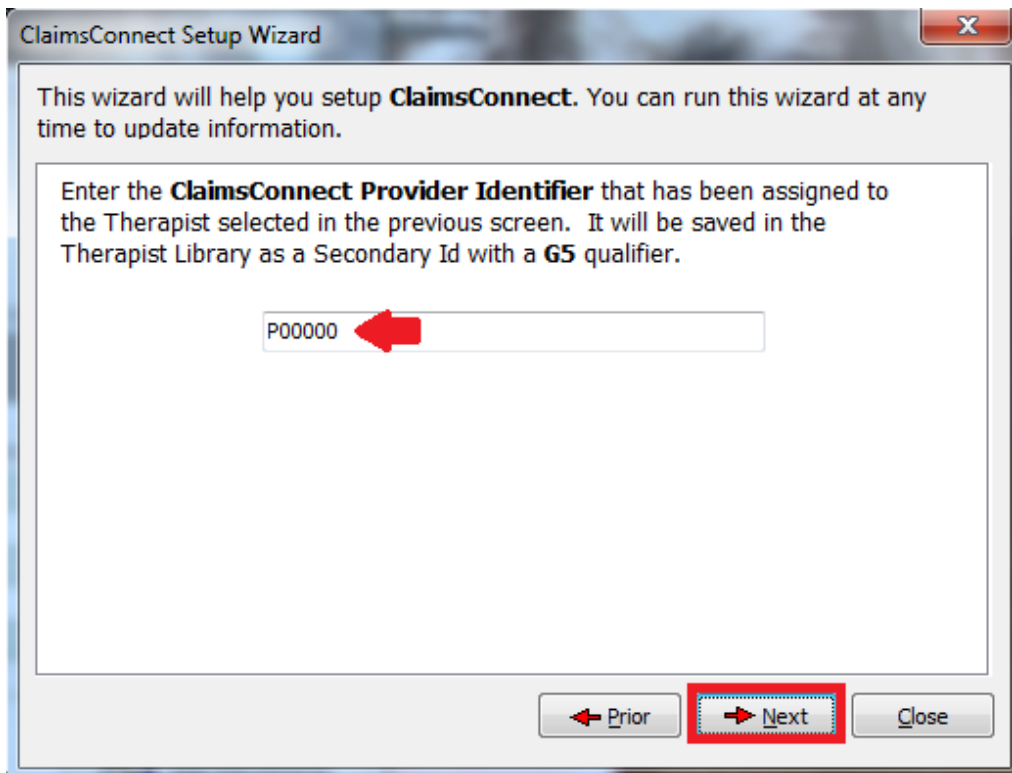 ClaimsConnect Setup Wizard
This wizard will help you setup ClaimsConnect. You can run this wizard at any
time to update information.
Enter the ClaimsConnect Provider Identifier that has been assigned to
the Therapist selected in the previous screen. It will be saved in the
Therapist Library as a Secondary Id with a G5 qualifier.
P00000
Prior Next Close